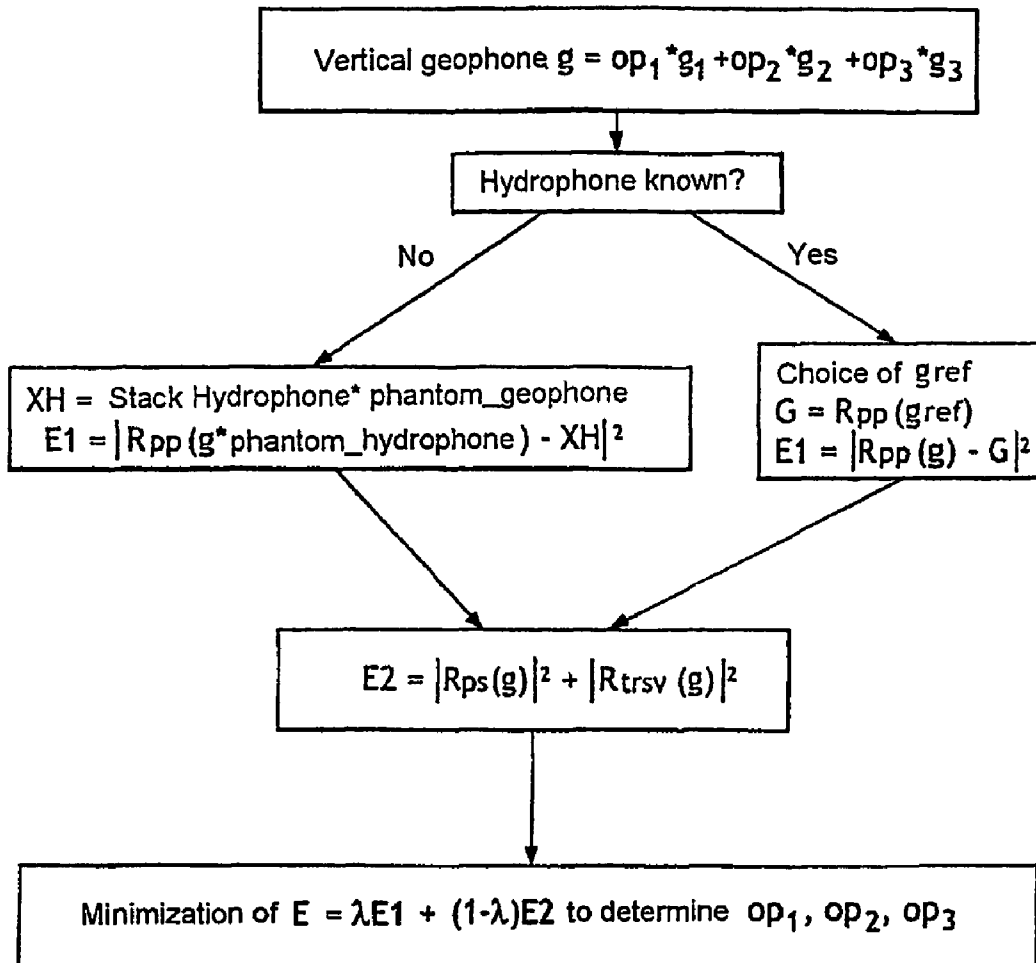 Vertical geophone g = op₁*g₁+op₂*g₂ +op₃*g₃
Hydrophone known?
No
Yes
XH = Stack Hydrophone* phantom_geophone
E1 = |Rpp(g*phantom_hydrophone) - XH|²
Choice of gref
G = Rpp(gref)
E1 = |Rpp(g) - G|²
E2 = |Rps(g)|² + |Rtrsv (g)|²
Minimization of E = λE1 + (1-λ)E2 to determine op₁, op₂, op₃